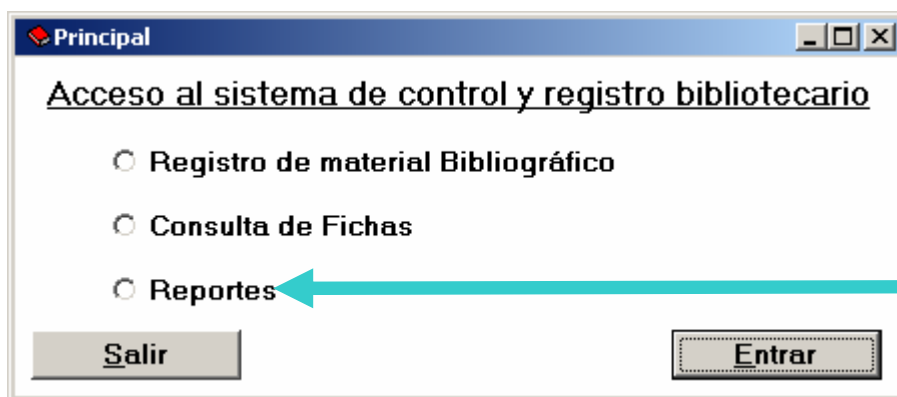 Principal
Acceso al sistema de control y registro bibliotecario
Registro de material Bibliográfico
Consulta de Fichas
Reportes
Salir
Entrar